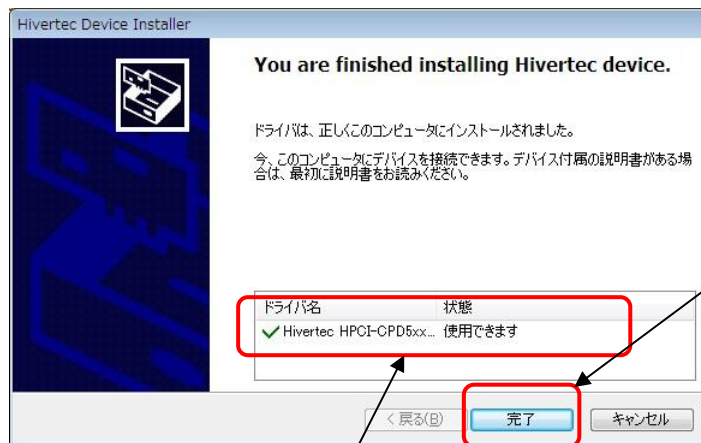 Hivertec Device Installer
You are finished installing Hivertec device.
ドライバは、正しくこのコンピュータにインストールされました。
今、このコンピュータにデバイスを接続できます。デバイス付属の説明書がある場
合は、最初に説明書をお読みください。
ドライバ名 状態
Hivertec HPCI-CPD5xx... 使用できます
< 戻る(B) 完了 キャンセル